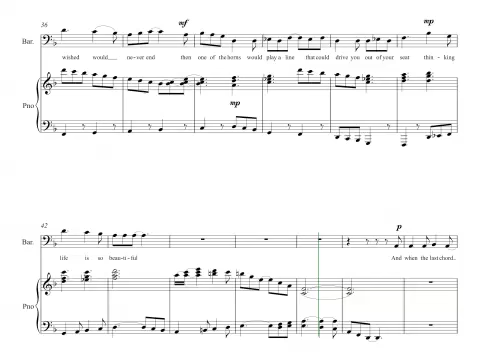 36
mf
mp
Bar.
wished would__ ne-ver end then one of the horns would play a line that could drive you out of your seat thin - king
mp
Pno
42
p
Bar.
life is so beau-ti-ful And when the last chord..
Pno